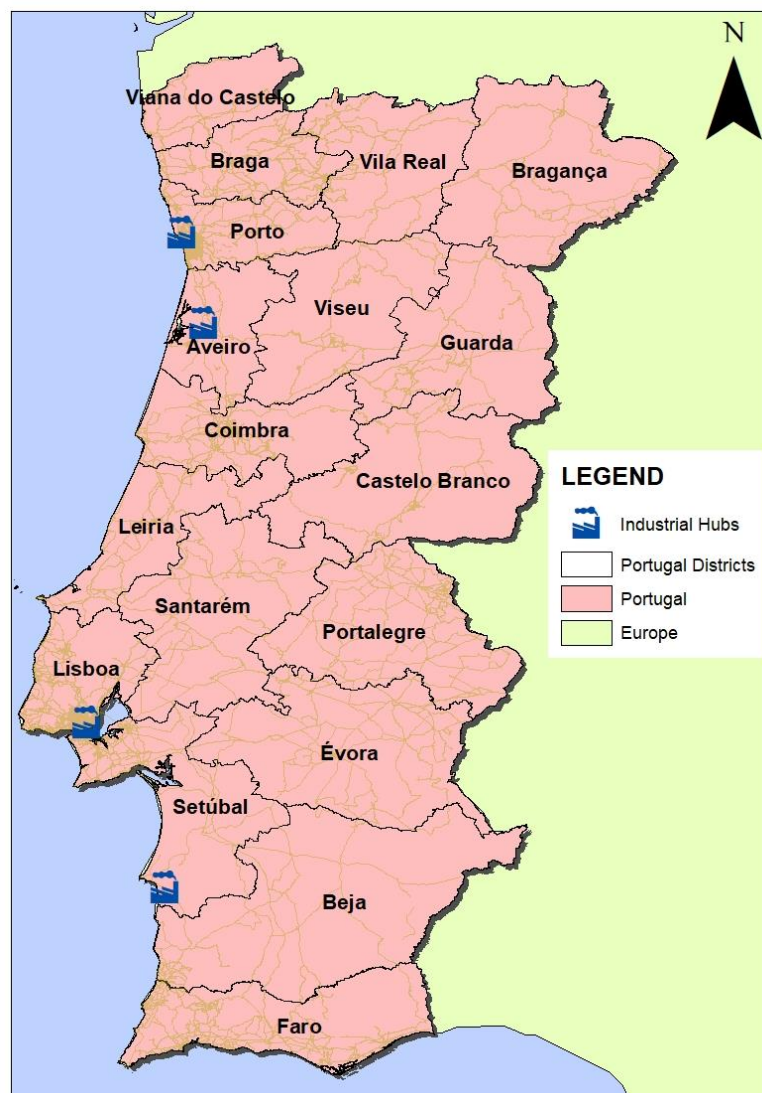 N
Viana do Castelo
Braga
Vila Real
Bragança
Porto
Viseu
Guarda
Aveiro
Coimbra
Castelo Branco
LEGEND
Industrial Hubs
Portugal Districts
Portugal
Europe
Leiria
Santarém
Portalegre
Lisboa
Évora
Setúbal
Beja
Faro